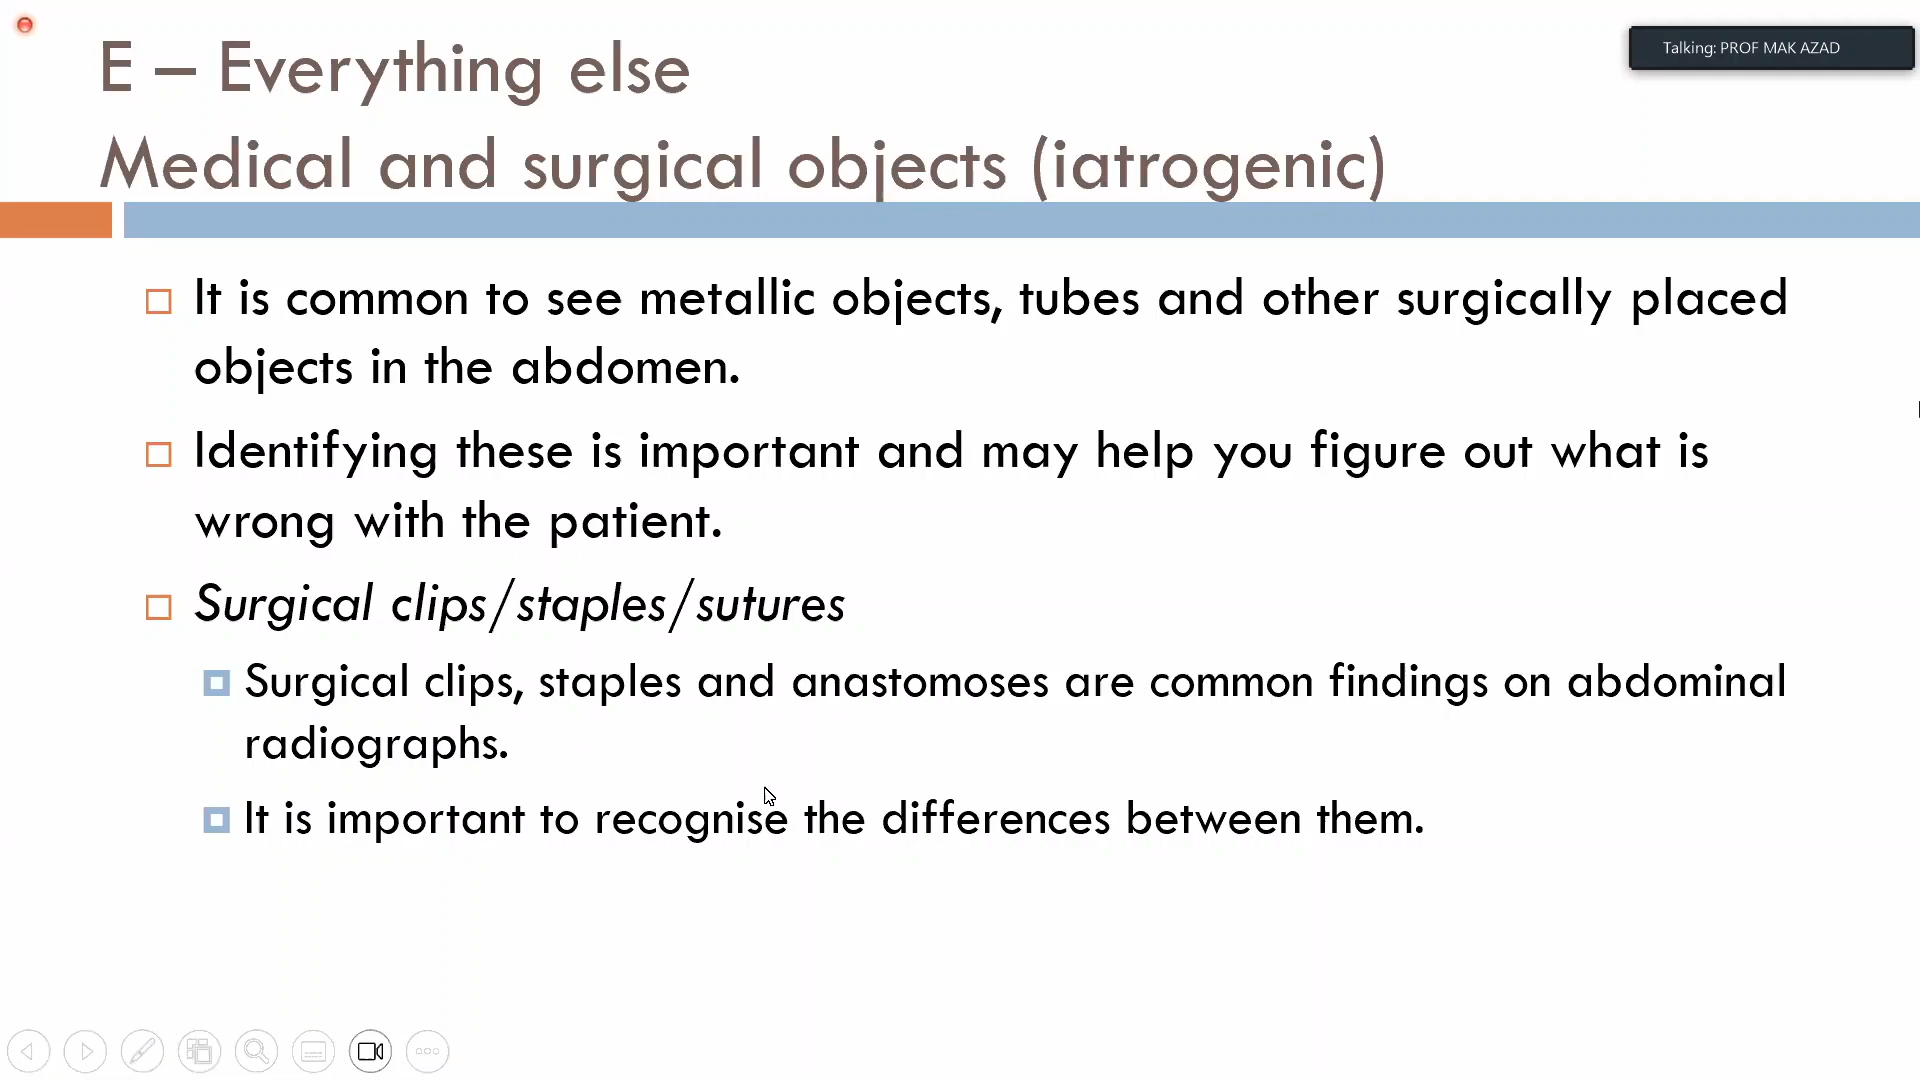 E – Everything else
Talking: PROF MAK AZAD
Medical and surgical objects (iatrogenic)
It is common to see metallic objects, tubes and other surgically placed
objects in the abdomen.
Identifying these is important and may help you figure out what is
wrong with the patient.
Surgical clips/staples/sutures
Surgical clips, staples and anastomoses are common findings on abdominal
radiographs.
It is important to recognise the differences between them.